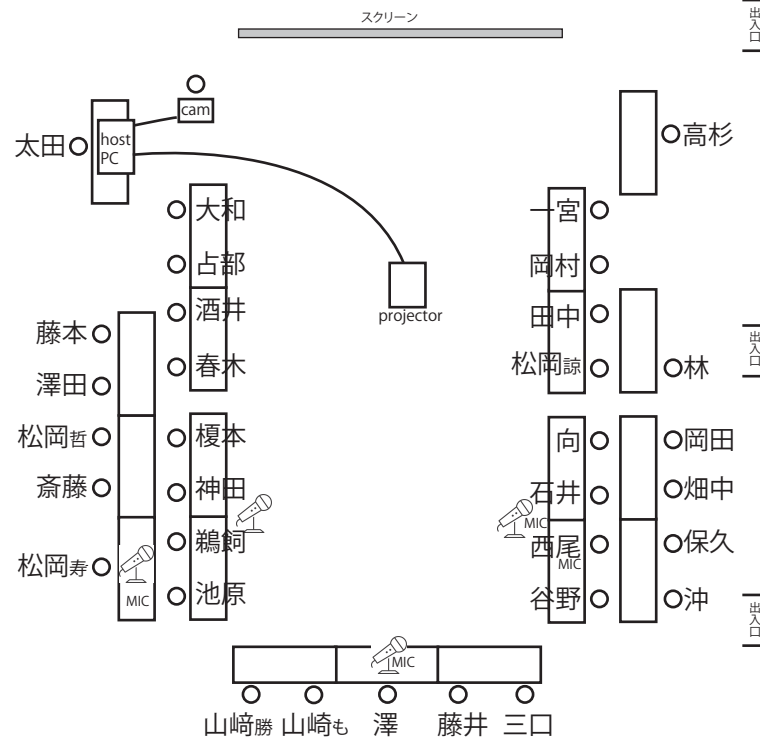 スクリーン
出入口
cam
太田
host
PC
高杉
大和
一宮
占部
岡村
酒井
田中
projector
藤本
春木
松岡諒
林
出入口
澤田
松岡哲
榎本
向
岡田
斎藤
神田
石井
畑中
MIC
鵜飼
西尾
保久
MIC
松岡寿
MIC
池原
谷野
沖
出入口
MIC
山﨑勝
山崎も
澤
藤井
三口